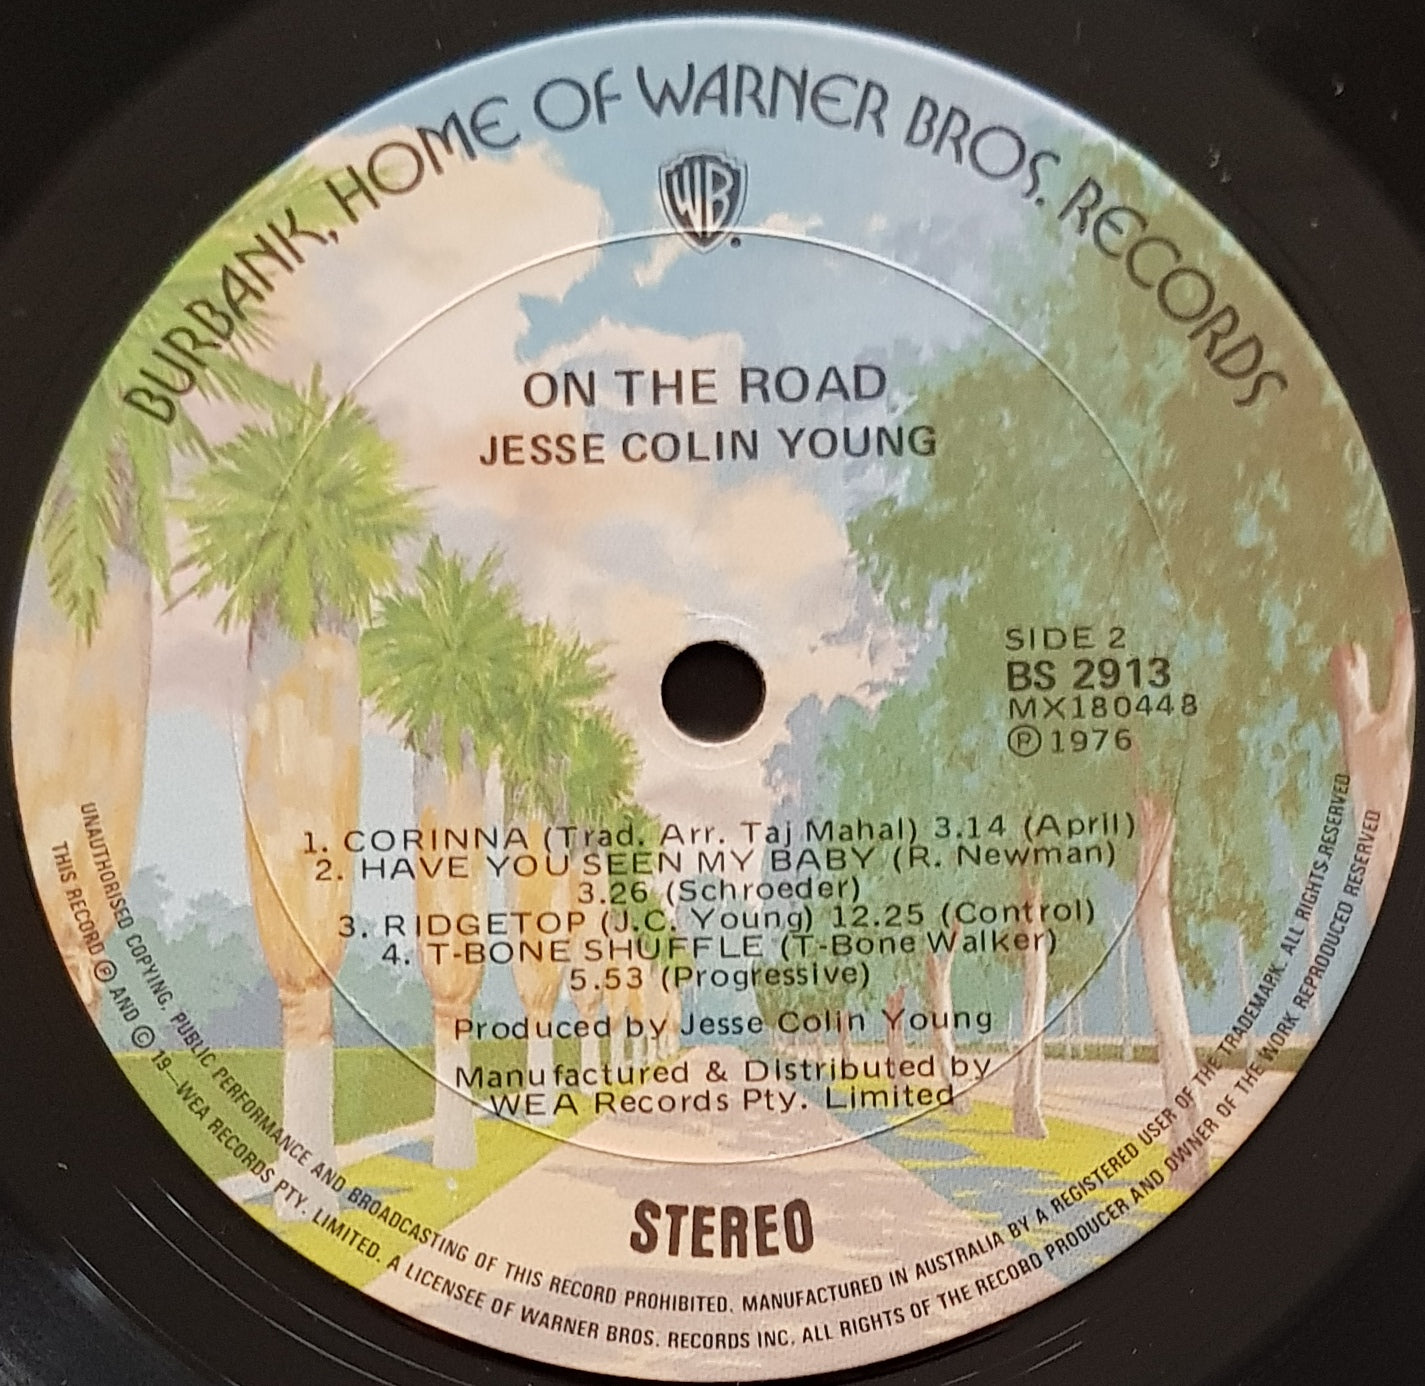 BURBANK, HOME OF WARNER BROS. RECORDS
WB
ON THE ROAD
JESSE COLIN YOUNG
SIDE 2
BS 2913
MX180448
Ⓟ 1976
1. CORINNA (Trad. Arr. Taj Mahal) 3.14 (April)
2. HAVE YOU SEEN MY BABY (R. Newman)
3.26 (Schroeder)
3. RIDGETOP (J.C. Young) 12.25 (Control)
4. T-BONE SHUFFLE (T-Bone Walker)
5.53 (Progressive)
Produced by Jesse Colin Young
Manufactured & Distributed by
WEA Records Pty. Limited
STEREO
UNAUTHORISED COPYING, PUBLIC PERFORMANCE AND BROADCASTING OF THIS RECORD PROHIBITED. MANUFACTURED IN AUSTRALIA BY A REGISTERED USER OF THE TRADEMARK. ALL RIGHTS RESERVED
THIS RECORD Ⓟ AND © 19—WEA RECORDS PTY. LIMITED. A LICENSEE OF WARNER BROS. RECORDS INC. ALL RIGHTS OF THE RECORD PRODUCER AND OWNER OF THE WORK REPRODUCED RESERVED